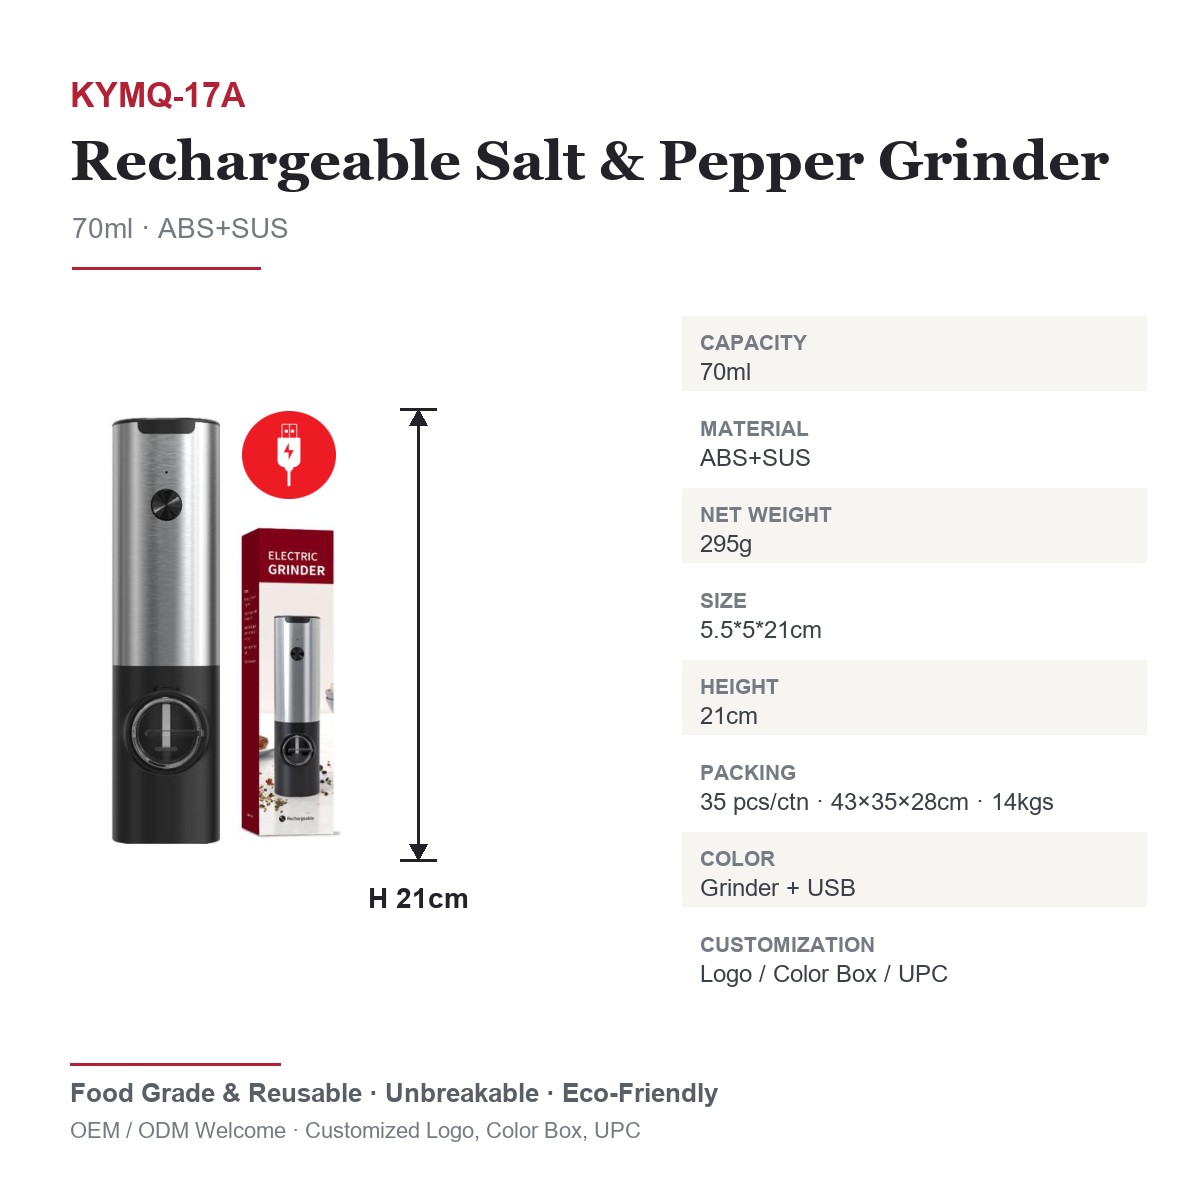 KYMQ-17A
Rechargeable Salt & Pepper Grinder
70ml · ABS+SUS
ELECTRIC
GRINDER
Rechargeable
H 21cm
CAPACITY
70ml
MATERIAL
ABS+SUS
NET WEIGHT
295g
SIZE
5.5*5*21cm
HEIGHT
21cm
PACKING
35 pcs/ctn · 43×35×28cm · 14kgs
COLOR
Grinder + USB
CUSTOMIZATION
Logo / Color Box / UPC
Food Grade & Reusable · Unbreakable · Eco-Friendly
OEM / ODM Welcome · Customized Logo, Color Box, UPC